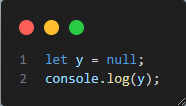 1 let y = null;
2 console.log(y);